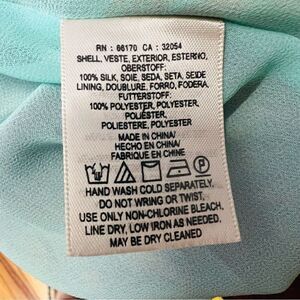 RN : 66170 CA : 32054
SHELL, VESTE, EXTERIOR, ESTERNO,
OBERSTOFF:
100% SILK, SOIE, SEDA, SETA, SEIDE
LINING, DOUBLURE, FORRO, FODERA,
FUTTERSTOFF:
100% POLYESTER, POLYESTER,
POLIÉSTER,
POLIESTERE, POLYESTER
MADE IN CHINA/
HECHO EN CHINA/
FABRIQUE EN CHINE
HAND WASH COLD SEPARATELY,
DO NOT WRING OR TWIST,
USE ONLY NON-CHLORINE BLEACH,
LINE DRY, LOW IRON AS NEEDED,
MAY BE DRY CLEANED